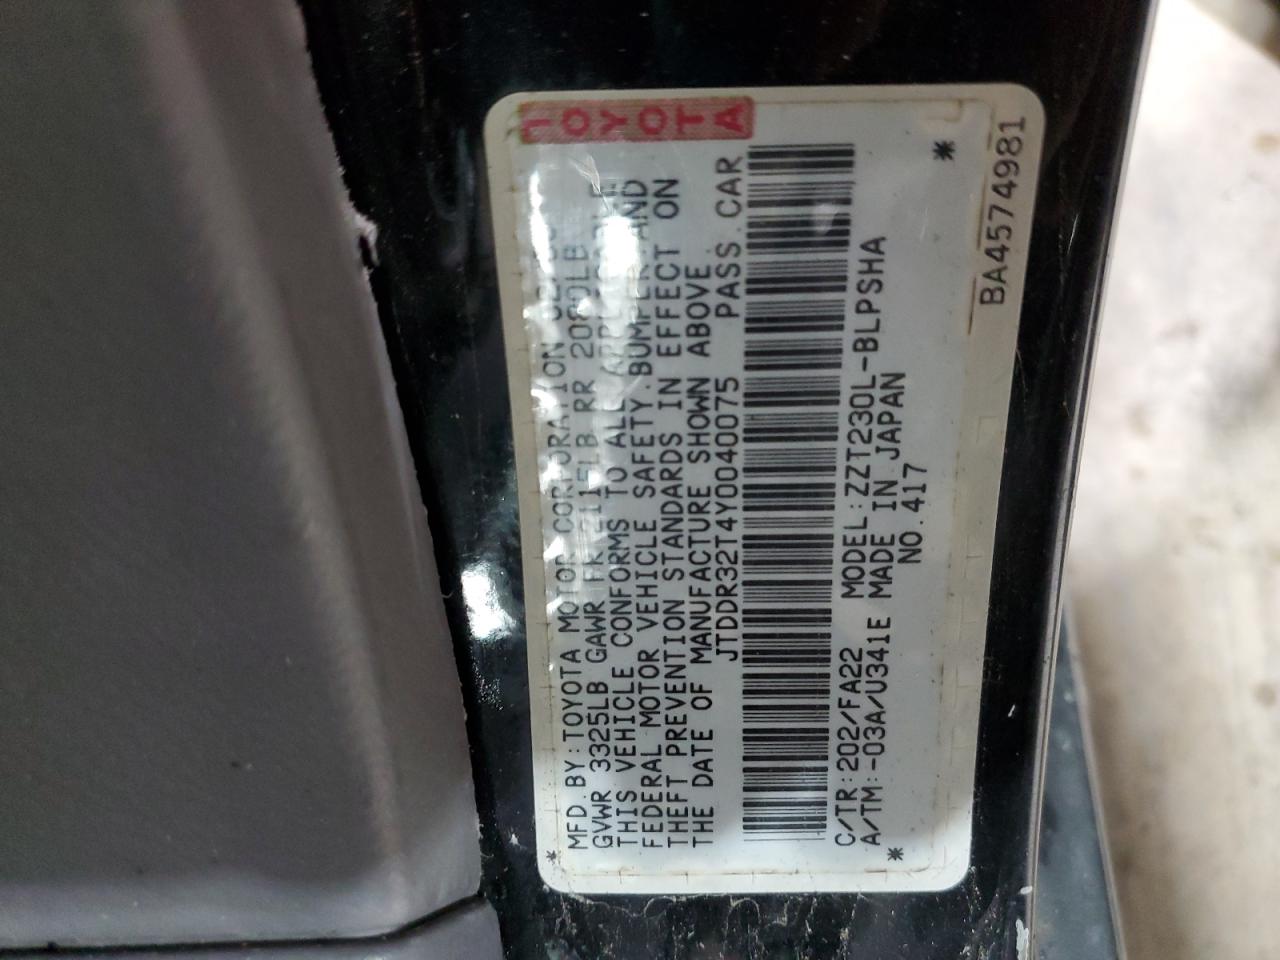 TOYOTA
*
MFD.BY:TOYOTA MOTOR CORPORATION
GVWR 3325LB GAWR FR 2115LB RR 2080LB
THIS VEHICLE CONFORMS TO ALL APPLICABLE
FEDERAL MOTOR VEHICLE SAFETY.BUMPER.AND
THEFT PREVENTION STANDARDS IN EFFECT ON
THE DATE OF MANUFACTURE SHOWN ABOVE
JTDDR32T4Y0040075 PASS.CAR
C/TR:202/FA22 MODEL:ZZT230L-BLPSHA
A/TM:-03A/U341E MADE IN JAPAN
* NO.417 *
BA4574981